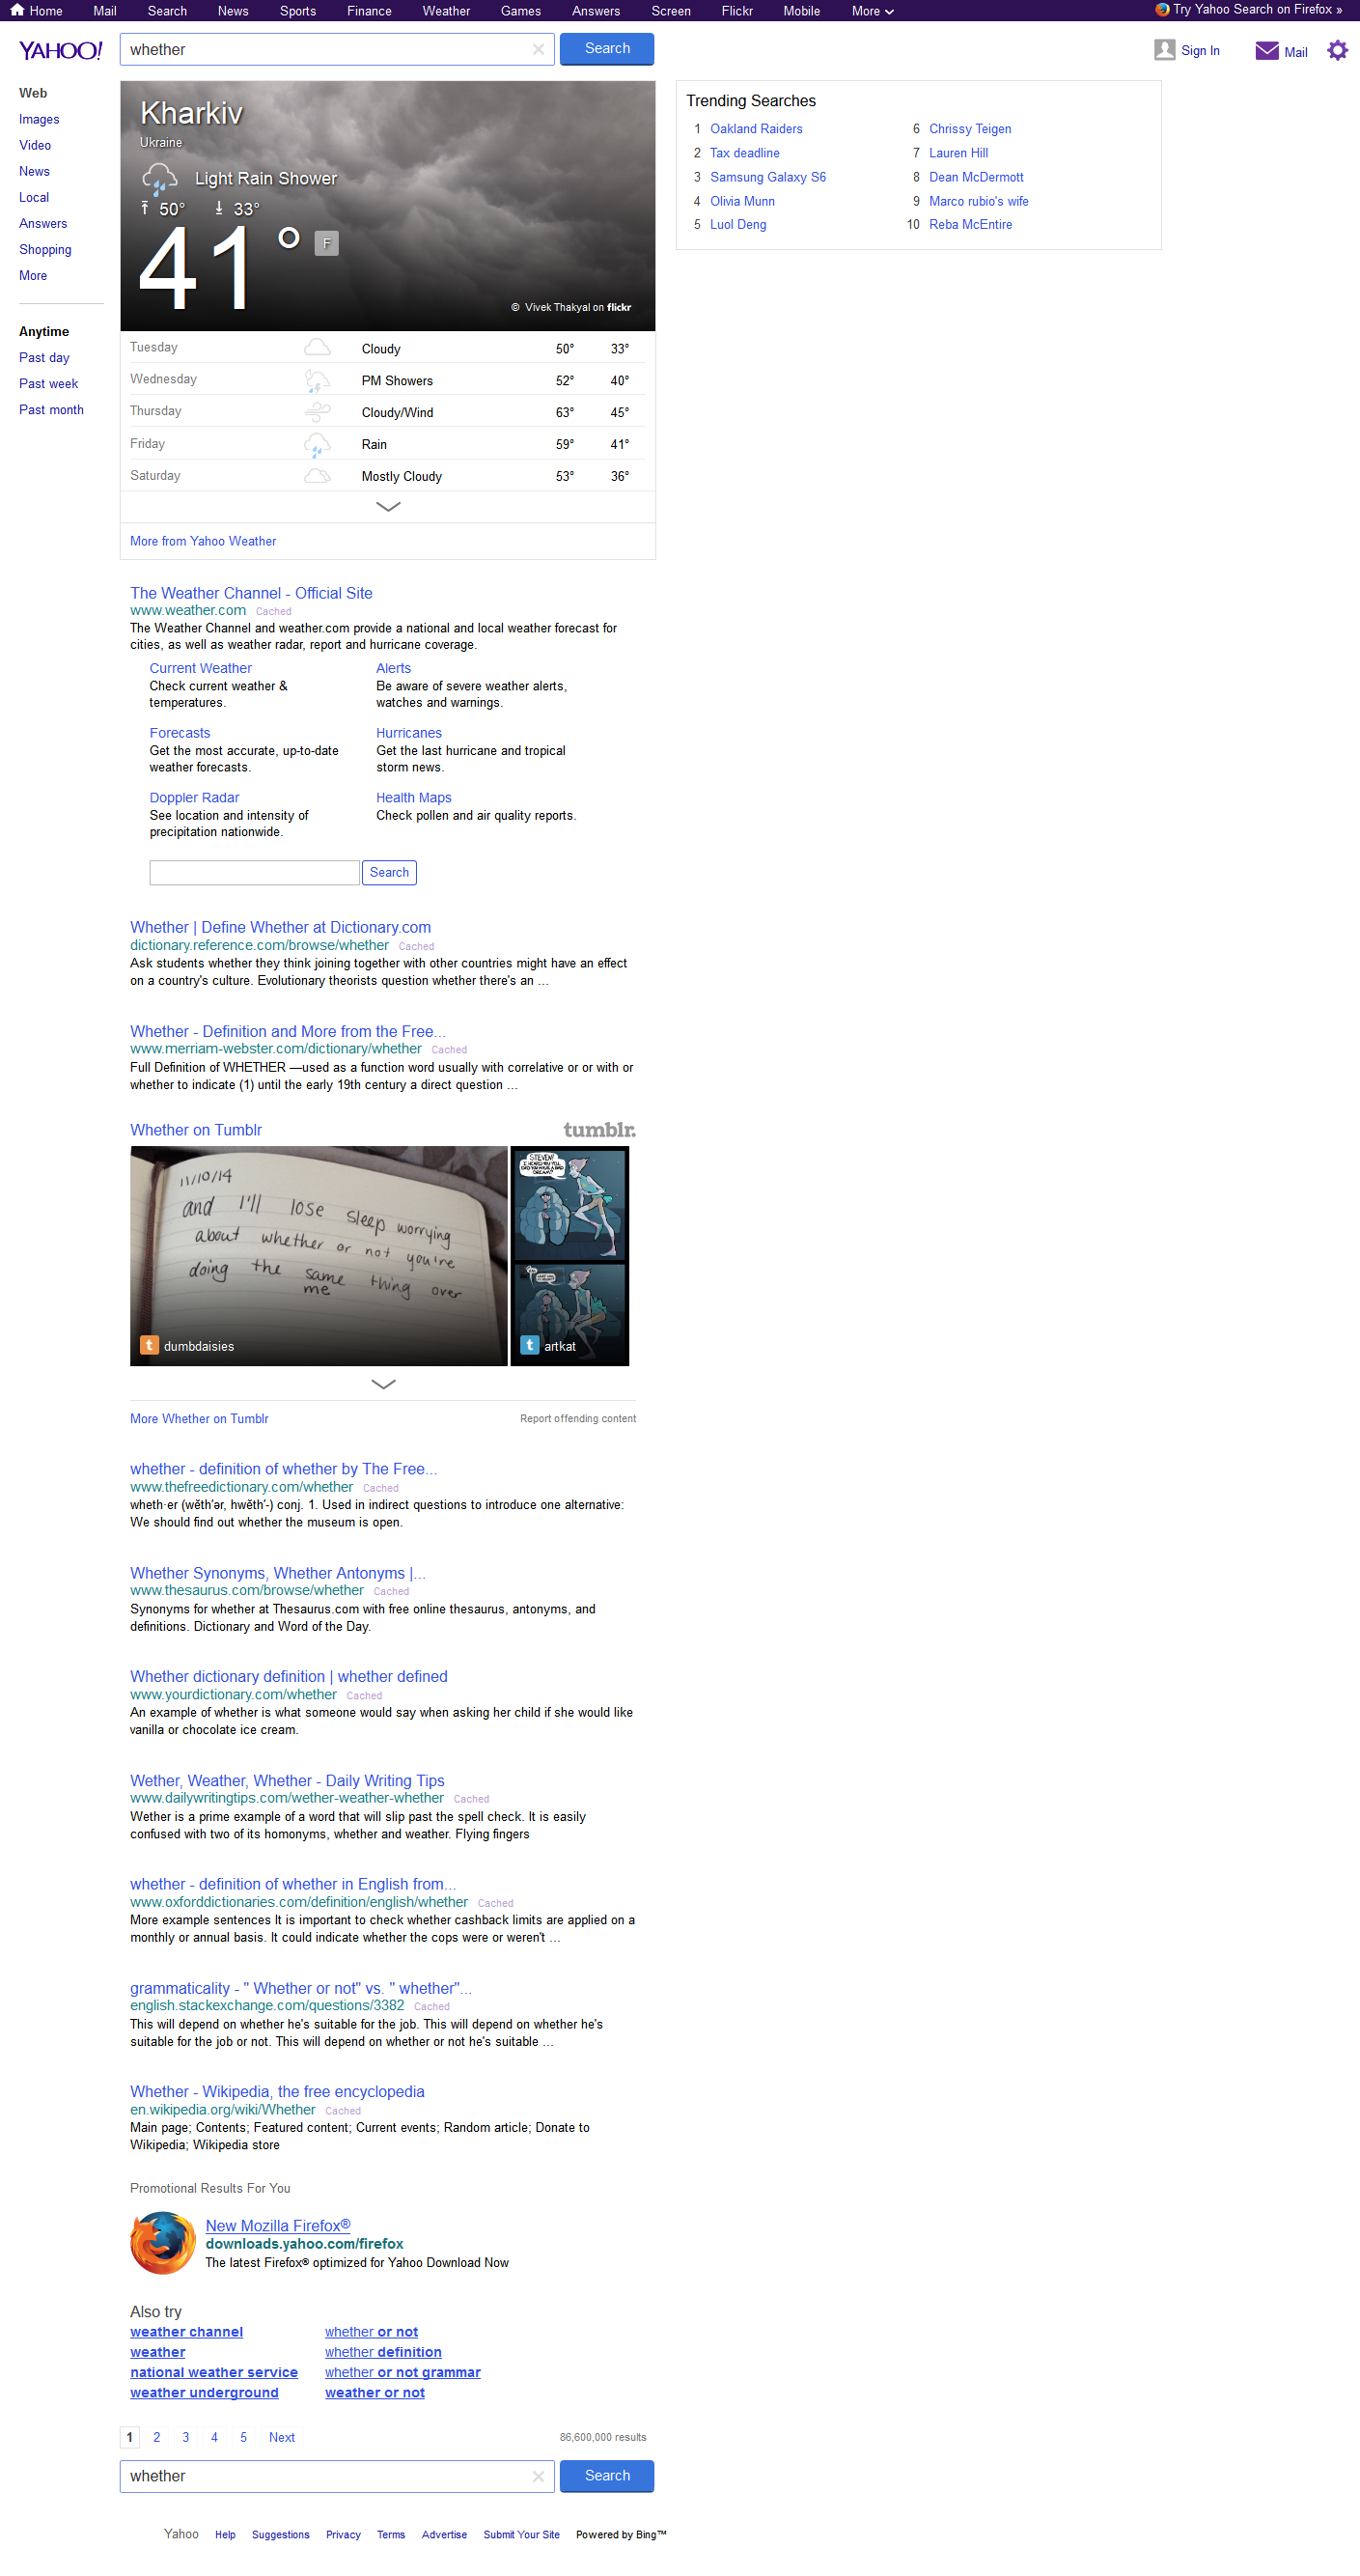 Home Mail Search News Sports Finance Weather Games Answers Screen Flickr Mobile More Try Yahoo Search on Firefox »
YAHOO! whether Search Sign In Mail
Web
Images
Video
News
Local
Answers
Shopping
More
Anytime
Past day
Past week
Past month
Kharkiv
Ukraine
Light Rain Shower
50° 33°
41° F
© Vivek Thakyal on flickr
Tuesday Cloudy 50° 33°
Wednesday PM Showers 52° 40°
Thursday Cloudy/Wind 63° 45°
Friday Rain 59° 41°
Saturday Mostly Cloudy 53° 36°
More from Yahoo Weather
Trending Searches
1 Oakland Raiders
2 Tax deadline
3 Samsung Galaxy S6
4 Olivia Munn
5 Luol Deng
6 Chrissy Teigen
7 Lauren Hill
8 Dean McDermott
9 Marco rubio's wife
10 Reba McEntire
The Weather Channel - Official Site
www.weather.com Cached
The Weather Channel and weather.com provide a national and local weather forecast for
cities, as well as weather radar, report and hurricane coverage.
Current Weather
Check current weather &
temperatures.
Alerts
Be aware of severe weather alerts,
watches and warnings.
Forecasts
Get the most accurate, up-to-date
weather forecasts.
Hurricanes
Get the last hurricane and tropical
storm news.
Doppler Radar
See location and intensity of
precipitation nationwide.
Health Maps
Check pollen and air quality reports.
Search
Whether | Define Whether at Dictionary.com
dictionary.reference.com/browse/whether Cached
Ask students whether they think joining together with other countries might have an effect
on a country's culture. Evolutionary theorists question whether there's an ...
Whether - Definition and More from the Free...
www.merriam-webster.com/dictionary/whether Cached
Full Definition of WHETHER —used as a function word usually with correlative or or with or
whether to indicate (1) until the early 19th century a direct question ...
Whether on Tumblr tumblr.
11/10/14
and I'll lose sleep worrying
about whether or not you're
doing the same thing over
me
dumbdaisies
STEVEN!
artkat
More Whether on Tumblr Report offending content
whether - definition of whether by The Free...
www.thefreedictionary.com/whether Cached
wheth·er (wĕth′ər, hwĕth′-) conj. 1. Used in indirect questions to introduce one alternative:
We should find out whether the museum is open.
Whether Synonyms, Whether Antonyms |...
www.thesaurus.com/browse/whether Cached
Synonyms for whether at Thesaurus.com with free online thesaurus, antonyms, and
definitions. Dictionary and Word of the Day.
Whether dictionary definition | whether defined
www.yourdictionary.com/whether Cached
An example of whether is what someone would say when asking her child if she would like
vanilla or chocolate ice cream.
Wether, Weather, Whether - Daily Writing Tips
www.dailywritingtips.com/wether-weather-whether Cached
Wether is a prime example of a word that will slip past the spell check. It is easily
confused with two of its homonyms, whether and weather. Flying fingers
whether - definition of whether in English from...
www.oxforddictionaries.com/definition/english/whether Cached
More example sentences It is important to check whether cashback limits are applied on a
monthly or annual basis. It could indicate whether the cops were or weren't ...
grammaticality - " Whether or not" vs. " whether"...
english.stackexchange.com/questions/3382 Cached
This will depend on whether he's suitable for the job. This will depend on whether he's
suitable for the job or not. This will depend on whether or not he's suitable ...
Whether - Wikipedia, the free encyclopedia
en.wikipedia.org/wiki/Whether Cached
Main page; Contents; Featured content; Current events; Random article; Donate to
Wikipedia; Wikipedia store
Promotional Results For You
New Mozilla Firefox®
downloads.yahoo.com/firefox
The latest Firefox® optimized for Yahoo Download Now
Also try
weather channel
weather
national weather service
weather underground
whether or not
whether definition
whether or not grammar
weather or not
1 2 3 4 5 Next 86,600,000 results
whether Search
Yahoo Help Suggestions Privacy Terms Advertise Submit Your Site Powered by Bing™